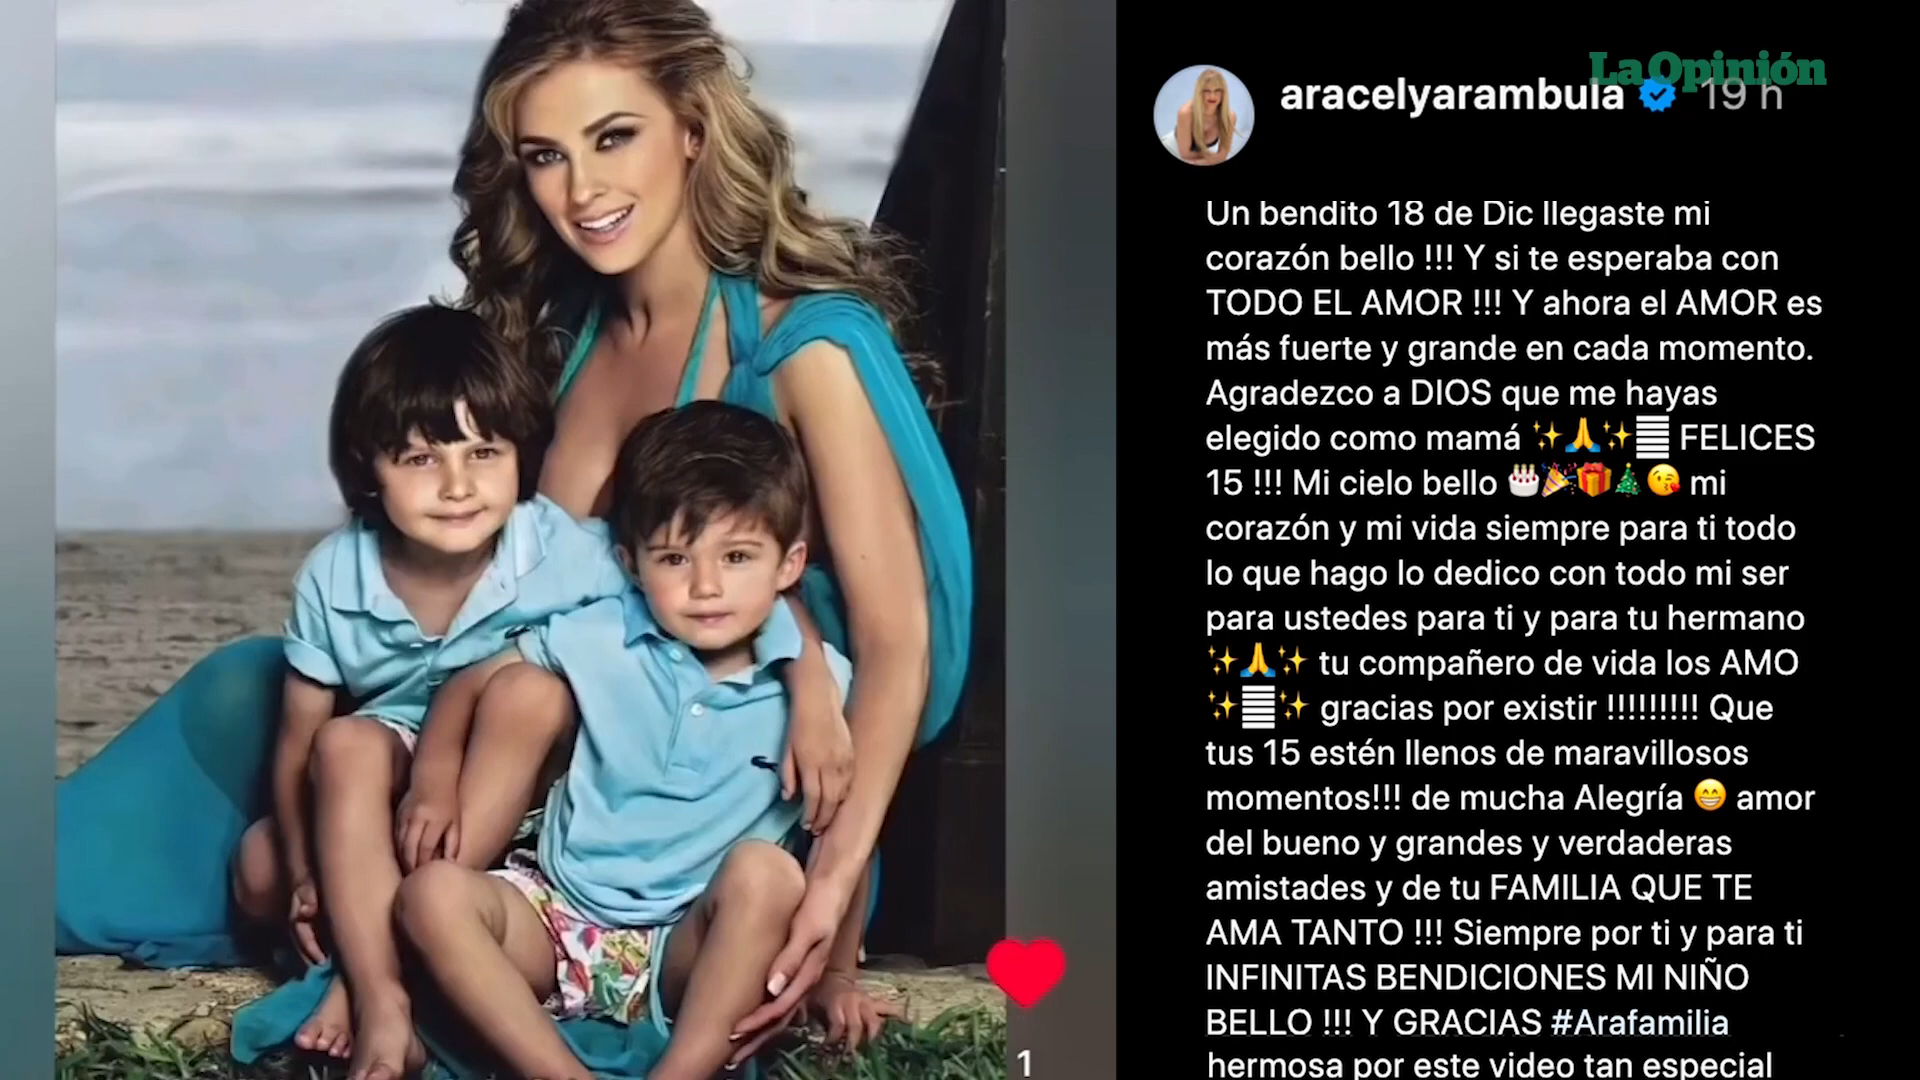 LaOpinión
aracelyarambula 19 h
Un bendito 18 de Dic llegaste mi
corazón bello !!! Y si te esperaba con
TODO EL AMOR !!! Y ahora el AMOR es
más fuerte y grande en cada momento.
Agradezco a DIOS que me hayas
elegido como mamá ✨🙏✨ FELICES
15 !!! Mi cielo bello 🎂🎉🎁🎄😘 mi
corazón y mi vida siempre para ti todo
lo que hago lo dedico con todo mi ser
para ustedes para ti y para tu hermano
✨🙏✨ tu compañero de vida los AMO
✨✨ gracias por existir !!!!!!!!! Que
tus 15 estén llenos de maravillosos
momentos!!! de mucha Alegría 😁 amor
del bueno y grandes y verdaderas
amistades y de tu FAMILIA QUE TE
AMA TANTO !!! Siempre por ti y para ti
INFINITAS BENDICIONES MI NIÑO
BELLO !!! Y GRACIAS #Arafamilia
hermosa por este video tan especial
1